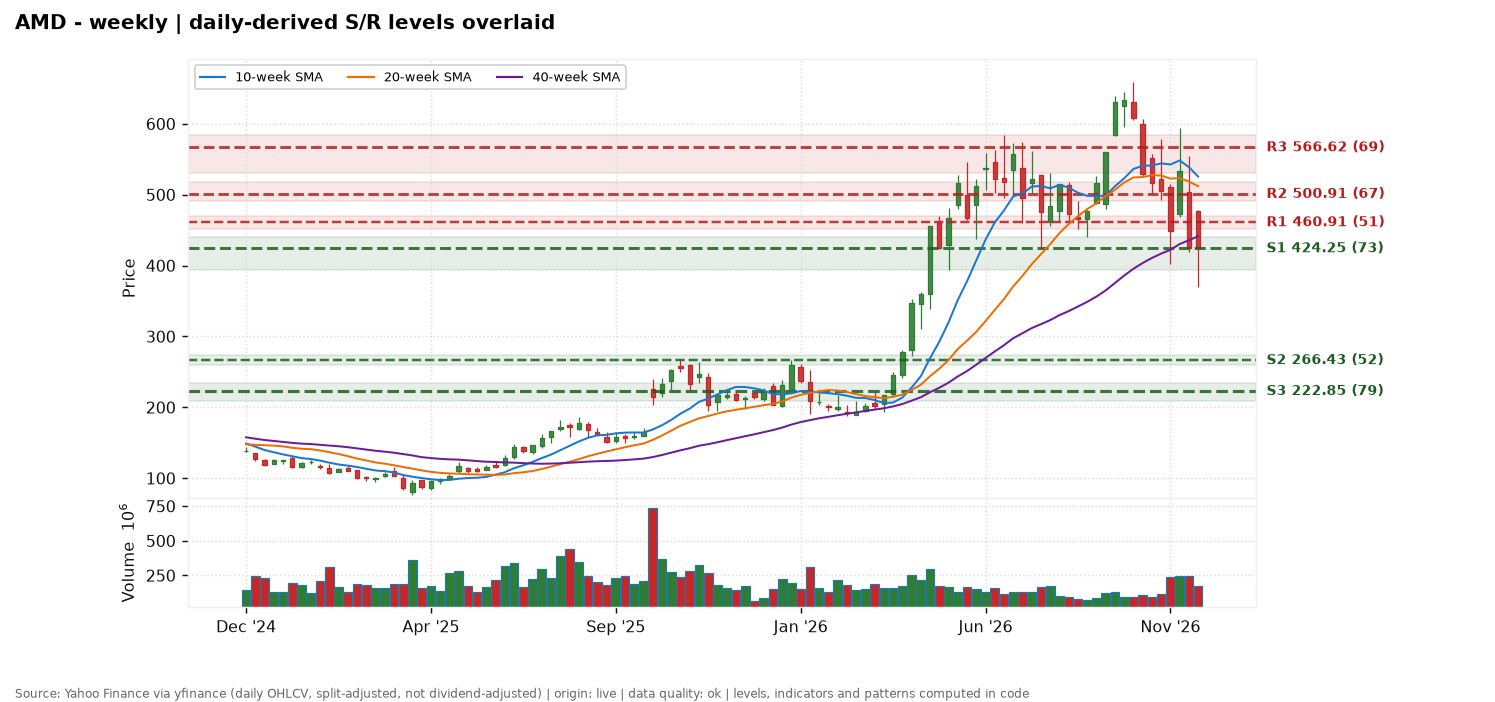 AMD - weekly | daily-derived S/R levels overlaid
10-week SMA
20-week SMA
40-week SMA
Price
600
500
400
300
200
100
R3 566.62 (69)
R2 500.91 (67)
R1 460.91 (51)
S1 424.25 (73)
S2 266.43 (52)
S3 222.85 (79)
Volume 10⁶
750
500
250
Dec '24
Apr '25
Sep '25
Jan '26
Jun '26
Nov '26
Source: Yahoo Finance via yfinance (daily OHLCV, split-adjusted, not dividend-adjusted) | origin: live | data quality: ok | levels, indicators and patterns computed in code